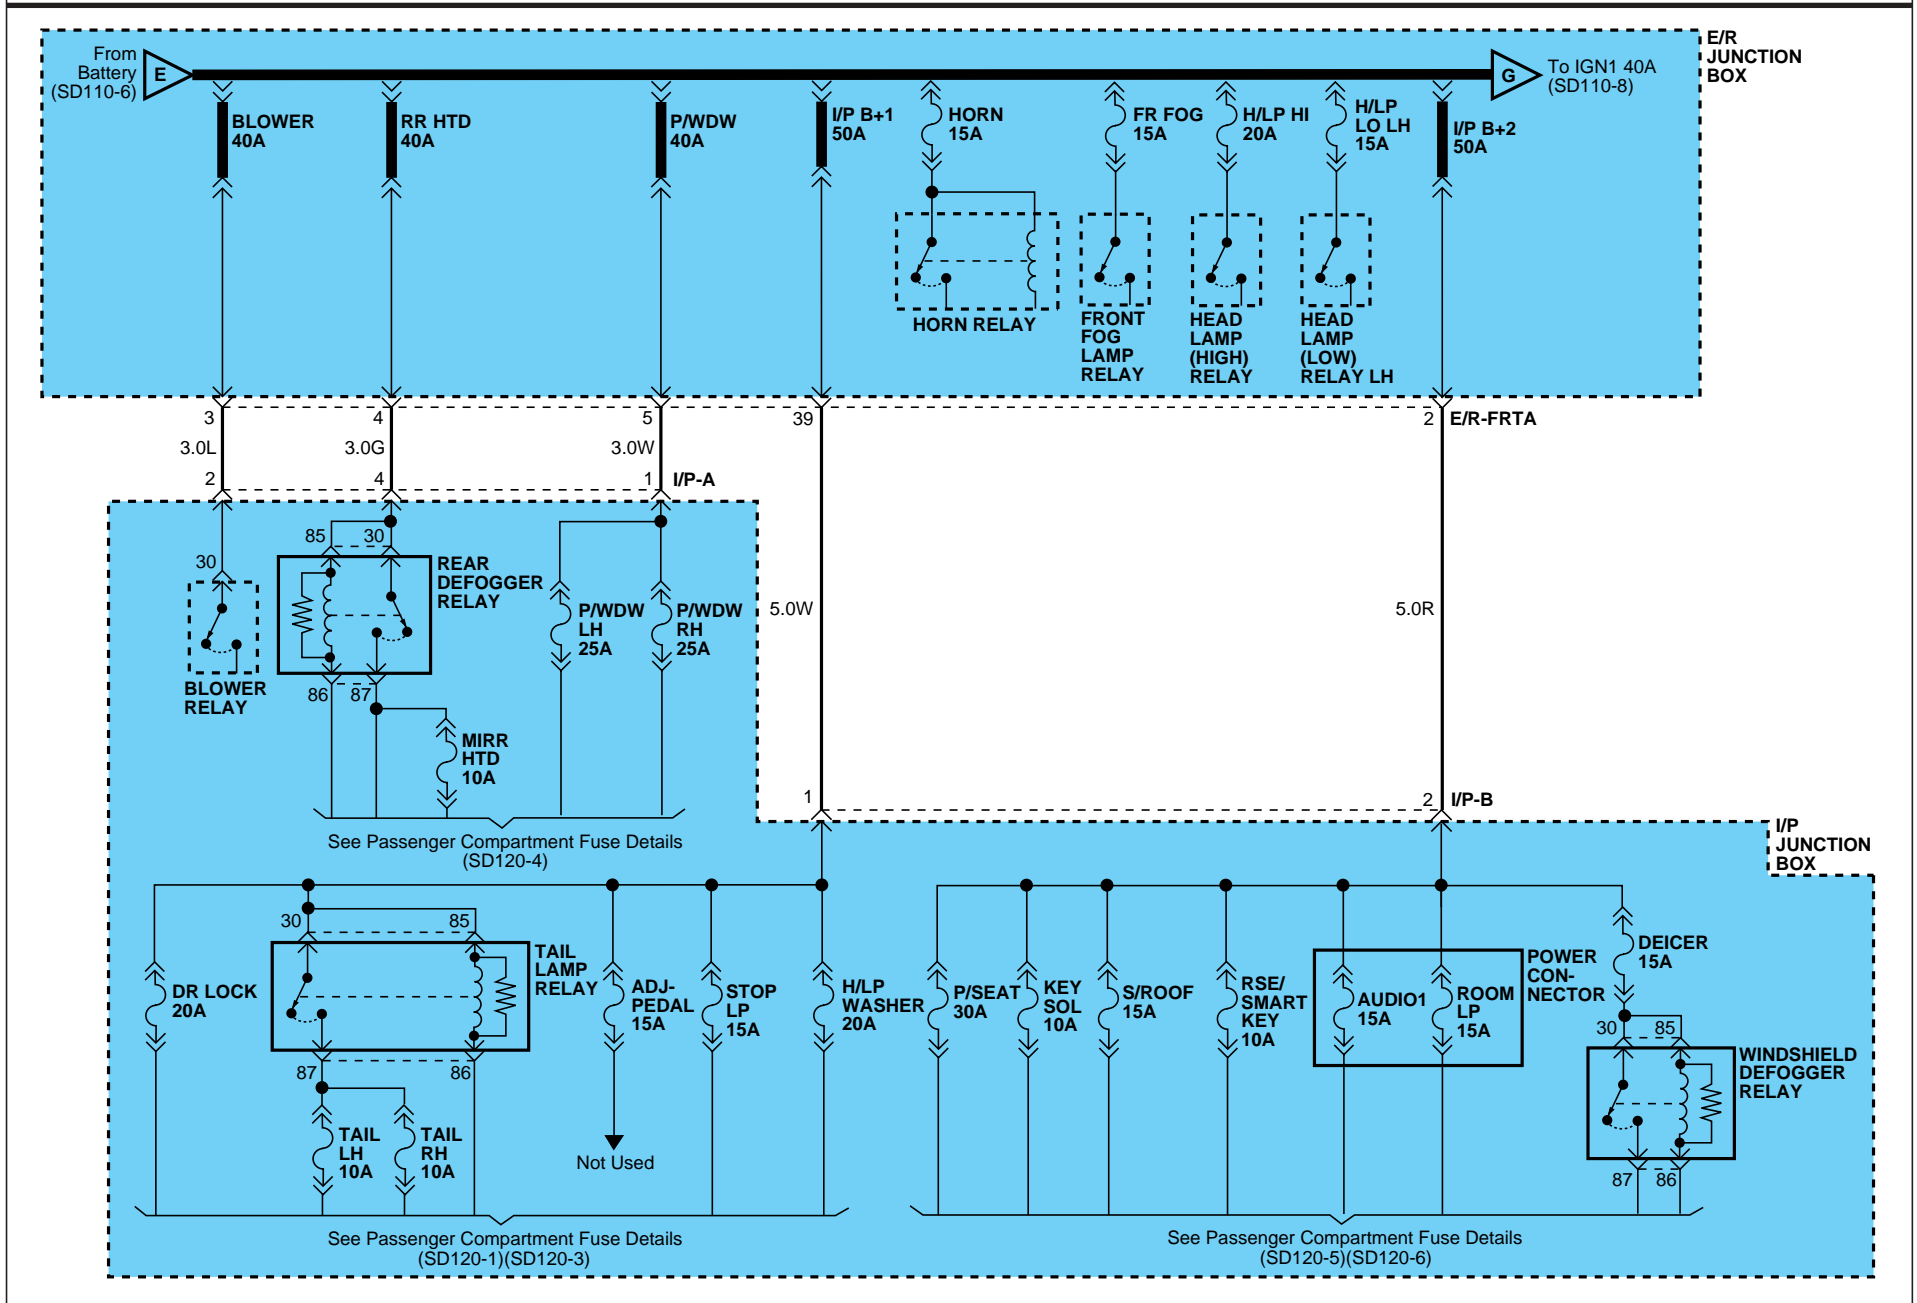 From
Battery
(SD110-6)
E
G
To IGN1 40A
(SD110-8)
E/R
JUNCTION
BOX
BLOWER
40A
RR HTD
40A
P/WDW
40A
I/P B+1
50A
HORN
15A
FR FOG
15A
H/LP HI
20A
H/LP
LO LH
15A
I/P B+2
50A
HORN RELAY
FRONT
FOG
LAMP
RELAY
HEAD
LAMP
(HIGH)
RELAY
HEAD
LAMP
(LOW)
RELAY LH
3
4
5
39
2
E/R-FRTA
3.0L
3.0G
3.0W
2
4
1
I/P-A
85
30
30
REAR
DEFOGGER
RELAY
P/WDW
LH
25A
P/WDW
RH
25A
5.0W
5.0R
BLOWER
RELAY
86
87
MIRR
HTD
10A
See Passenger Compartment Fuse Details
(SD120-4)
1
2
I/P-B
I/P
JUNCTION
BOX
30
85
TAIL
LAMP
RELAY
DR LOCK
20A
ADJ-
PEDAL
15A
STOP
LP
15A
H/LP
WASHER
20A
P/SEAT
30A
KEY
SOL
10A
S/ROOF
15A
RSE/
SMART
KEY
10A
AUDIO1
15A
ROOM
LP
15A
POWER
CON-
NECTOR
DEICER
15A
30
85
WINDSHIELD
DEFOGGER
RELAY
87
86
TAIL
LH
10A
TAIL
RH
10A
Not Used
87
86
See Passenger Compartment Fuse Details
(SD120-1)(SD120-3)
See Passenger Compartment Fuse Details
(SD120-5)(SD120-6)